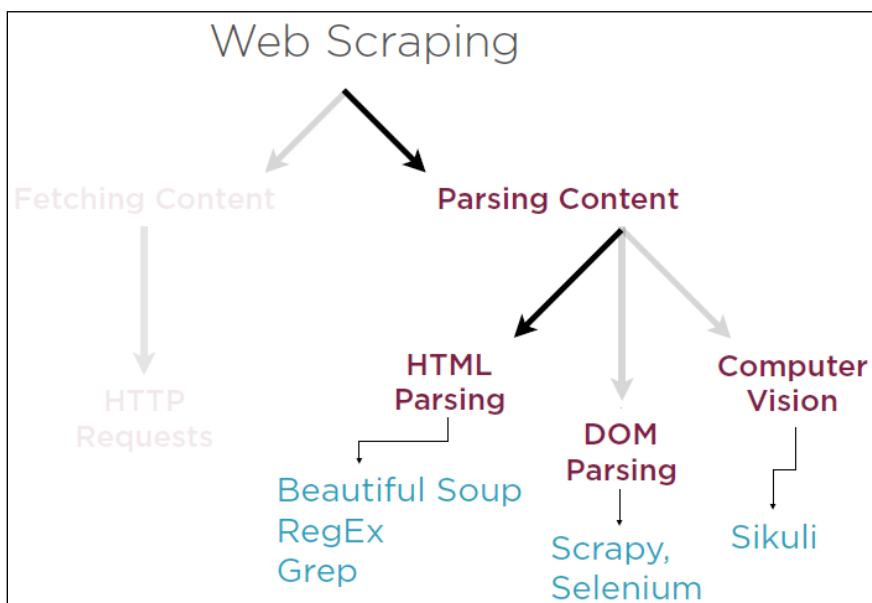 Web Scraping
Fetching Content
Parsing Content
HTTP
Requests
HTML
Parsing
Beautiful Soup
RegEx
Grep
DOM
Parsing
Scrapy,
Selenium
Computer
Vision
Sikuli